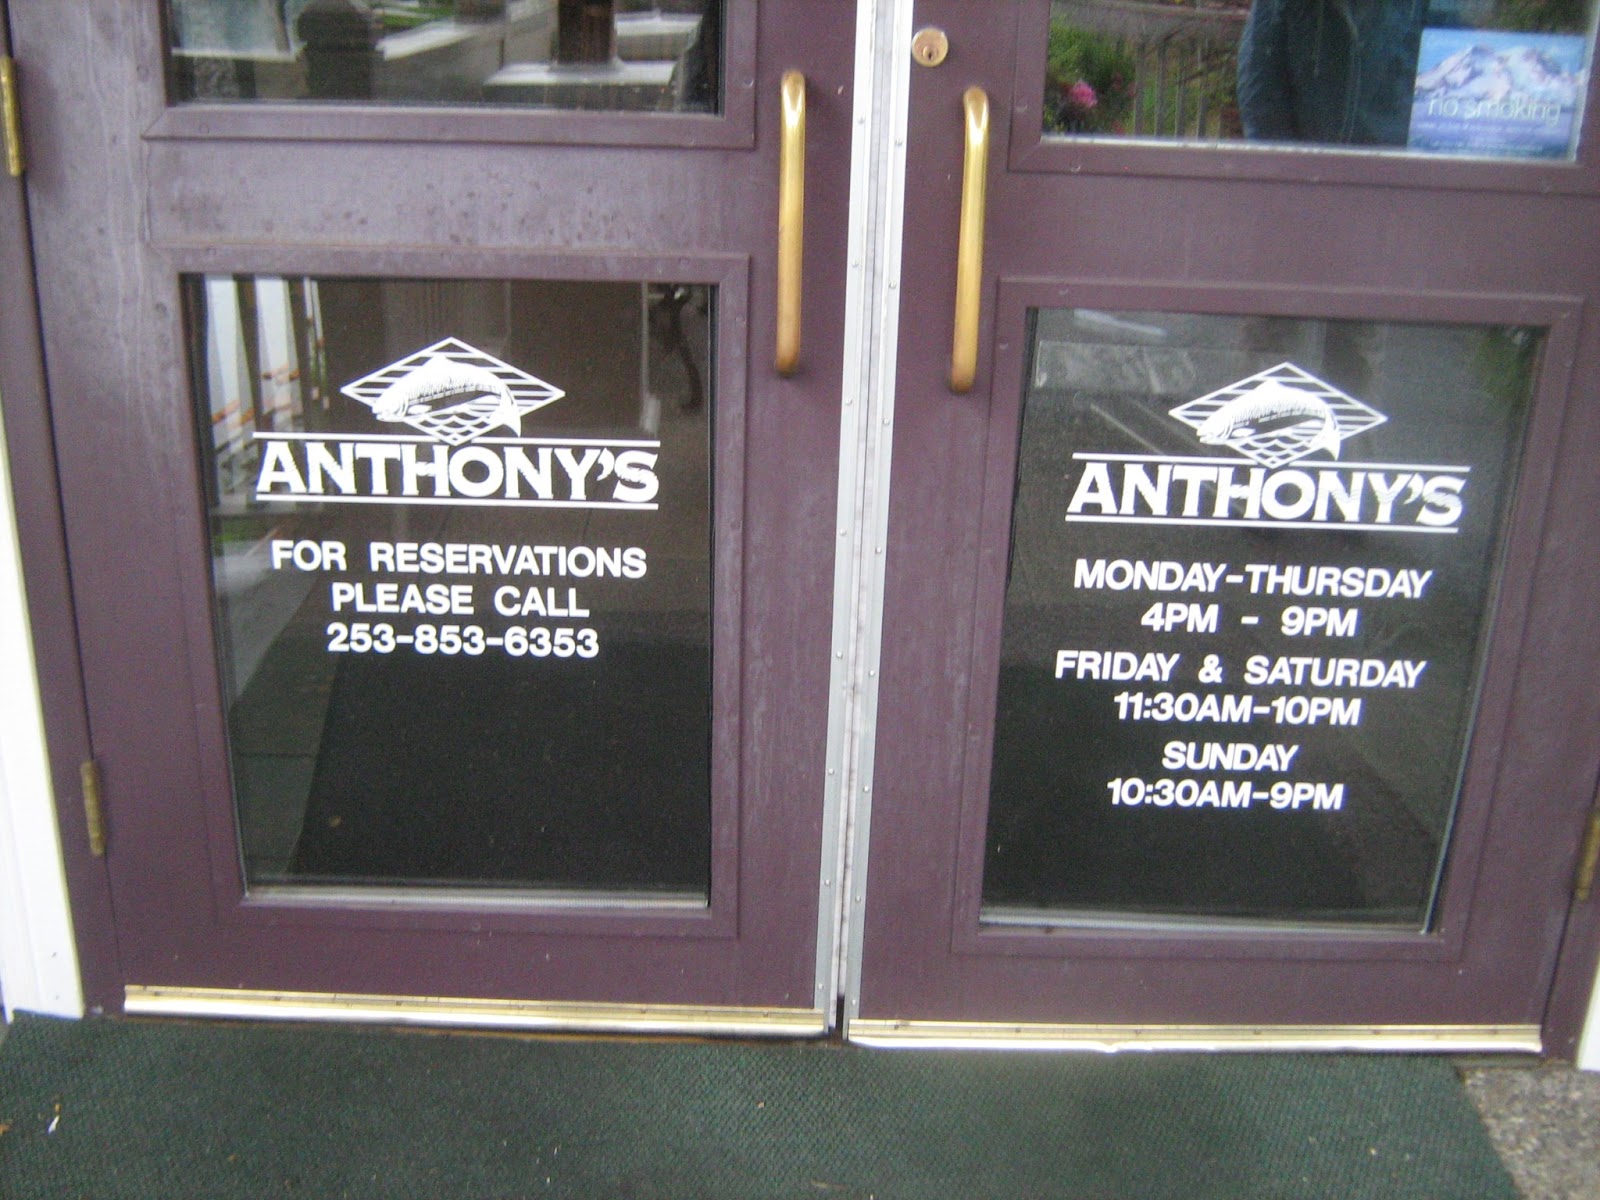 no smoking
ANTHONY'S
FOR RESERVATIONS
PLEASE CALL
253-853-6353
ANTHONY'S
MONDAY-THURSDAY
4PM - 9PM
FRIDAY & SATURDAY
11:30AM-10PM
SUNDAY
10:30AM-9PM